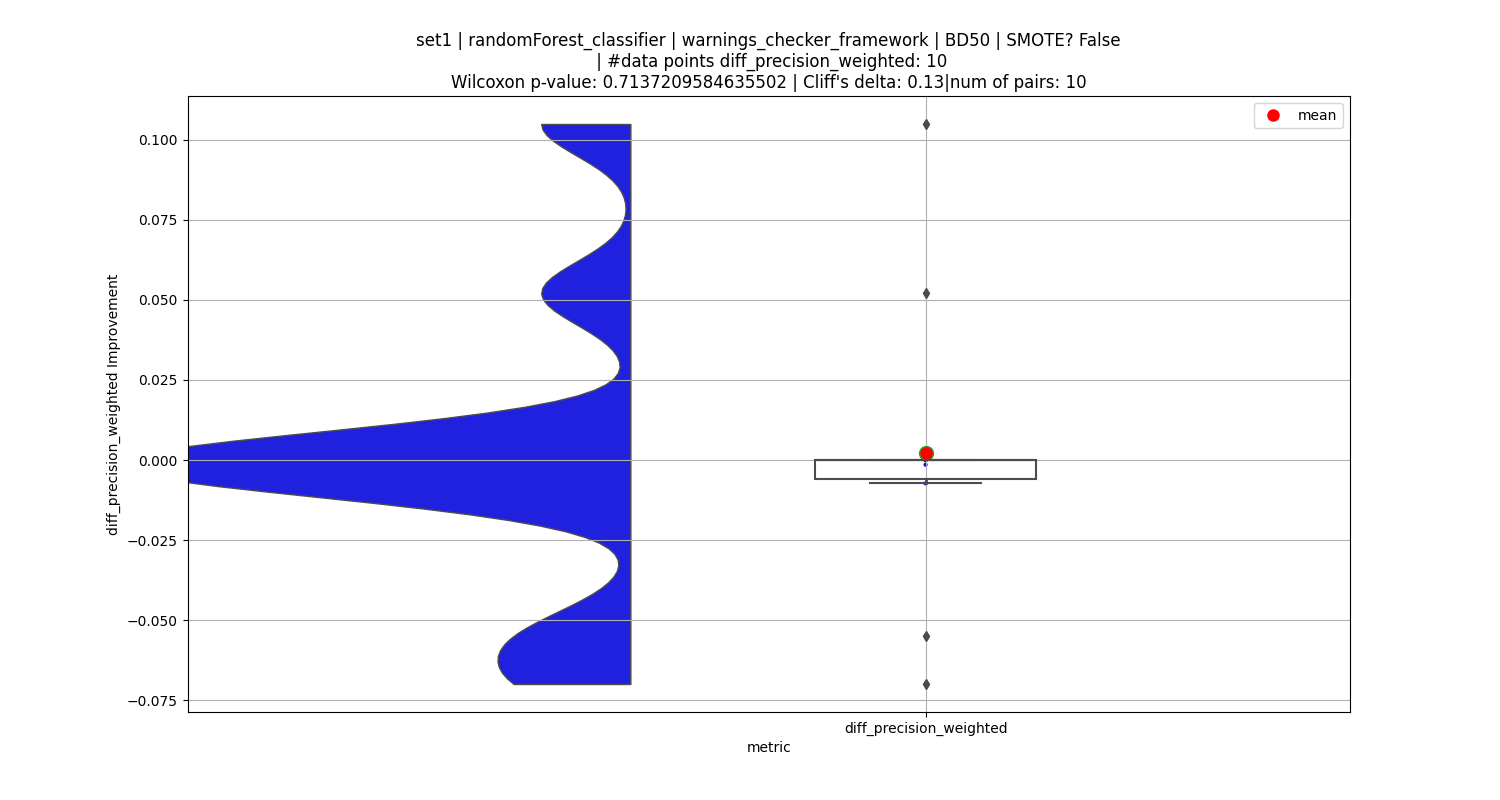 set1 | randomForest_classifier | warnings_checker_framework | BD50 | SMOTE? False
| #data points diff_precision_weighted: 10
Wilcoxon p-value: 0.7137209584635502 | Cliff's delta: 0.13|num of pairs: 10
mean
0.100
0.075
0.050
0.025
0.000
−0.025
−0.050
−0.075
diff_precision_weighted Improvement
diff_precision_weighted
metric